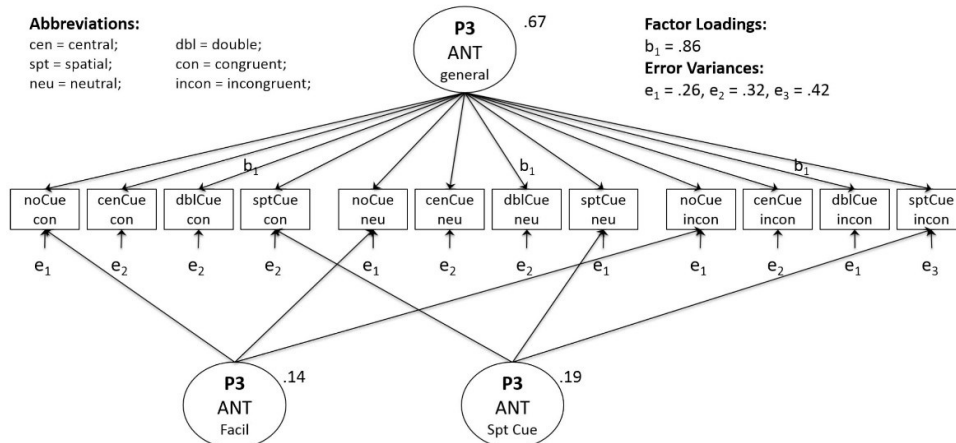 Abbreviations:
cen = central;
dbl = double;
spt = spatial;
con = congruent;
neu = neutral;
incon = incongruent;
P3
ANT
general
.67
Factor Loadings:
b₁ = .86
Error Variances:
e₁ = .26, e₂ = .32, e₃ = .42
b₁
b₁
b₁
noCue
con
cenCue
con
dblCue
con
sptCue
con
noCue
neu
cenCue
neu
dblCue
neu
sptCue
neu
noCue
incon
cenCue
incon
dblCue
incon
sptCue
incon
e₁
e₂
e₂
e₂
e₁
e₂
e₂
e₁
e₁
e₂
e₁
e₃
P3
ANT
Facil
.14
P3
ANT
Spt Cue
.19